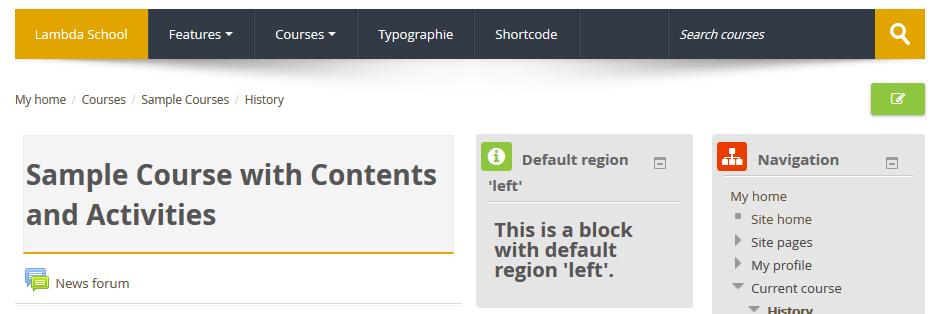 Lambda School Features Courses Typographie Shortcode Search courses
My home / Courses / Sample Courses / History
Sample Course with Contents
and Activities
News forum
Default region
'left'
This is a block
with default
region 'left'.
Navigation
My home
Site home
Site pages
My profile
Current course
History